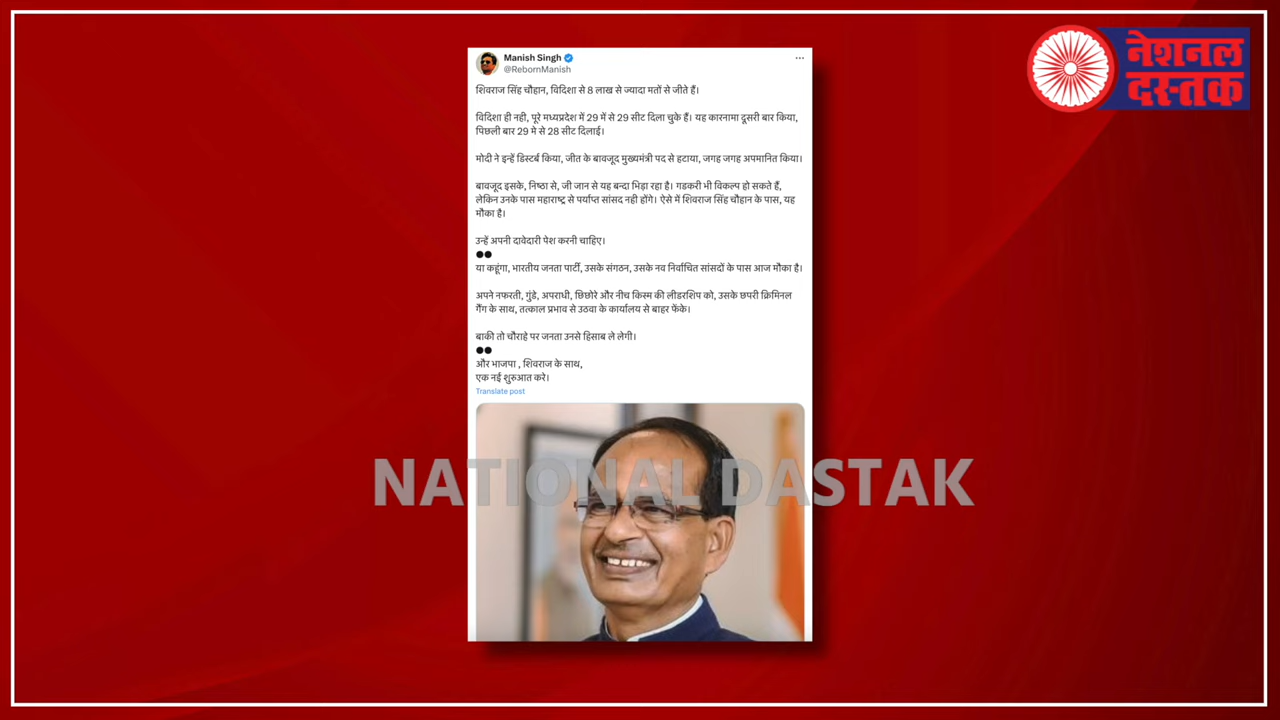 नेशनल
दस्तक
Manish Singh
@RebornManish
शिवराज सिंह चौहान, विदिशा से 8 लाख से ज्यादा मतों से जीते हैं।
विदिशा ही नही, पूरे मध्यप्रदेश में 29 में से 29 सीट दिला चुके हैं। यह कारनामा दूसरी बार किया,
पिछली बार 29 मे से 28 सीट दिलाई।
मोदी ने इन्हें डिस्टर्ब किया, जीत के बावजूद मुख्यमंत्री पद से हटाया, जगह जगह अपमानित किया।
बावजूद इसके, निष्ठा से, जी जान से यह बन्दा भिड़ा रहा है। गडकरी भी विकल्प हो सकते हैं,
लेकिन उनके पास महाराष्ट्र से पर्याप्त सांसद नही होंगे। ऐसे में शिवराज सिंह चौहान के पास, यह
मौका है।
उन्हें अपनी दावेदारी पेश करनी चाहिए।
●●
या कहूंगा, भारतीय जनता पार्टी, उसके संगठन, उसके नव निर्वाचित सांसदों के पास आज मौका है।
अपने नफरती, गुंडे, अपराधी, छिछोरे और नीच किस्म की लीडरशिप को, उसके छपरी क्रिमिनल
गैंग के साथ, तत्काल प्रभाव से उठवा के कार्यालय से बाहर फेंके।
बाकी तो चौराहे पर जनता उनसे हिसाब ले लेगी।
●●
और भाजपा , शिवराज के साथ,
एक नई शुरुआत करे।
Translate post
NATIONAL DASTAK